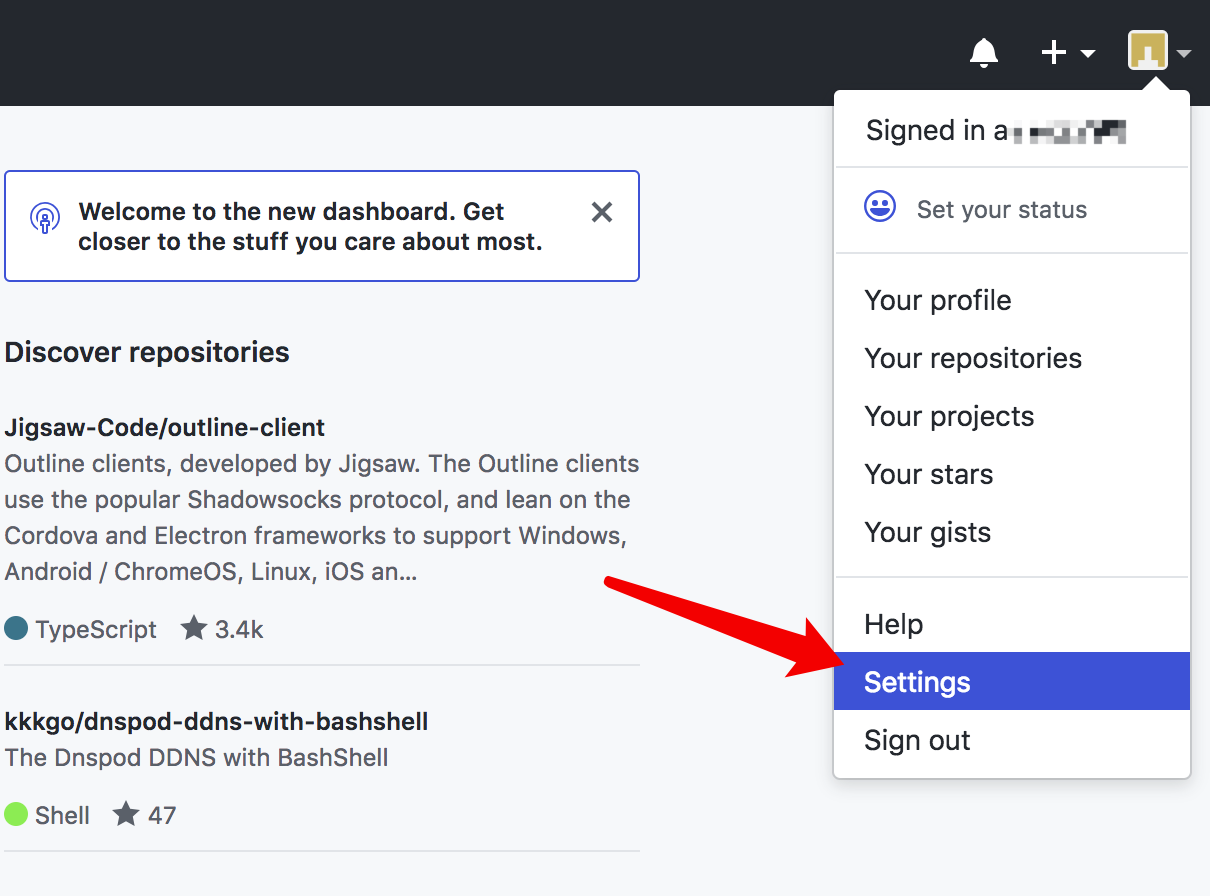 Signed in a
Set your status
Your profile
Your repositories
Your projects
Your stars
Your gists
Help
Settings
Sign out
Welcome to the new dashboard. Get
closer to the stuff you care about most.
Discover repositories
Jigsaw-Code/outline-client
Outline clients, developed by Jigsaw. The Outline clients
use the popular Shadowsocks protocol, and lean on the
Cordova and Electron frameworks to support Windows,
Android / ChromeOS, Linux, iOS an...
TypeScript 3.4k
kkkgo/dnspod-ddns-with-bashshell
The Dnspod DDNS with BashShell
Shell 47